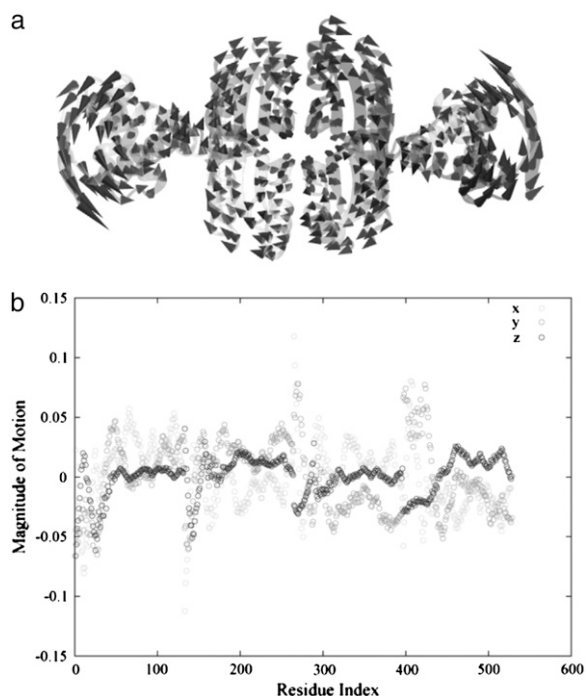 a
b
0.15
x
y
z
0.1
0.05
0
-0.05
-0.1
-0.15
Magnitude of Motion
0 100 200 300 400 500 600
Residue Index